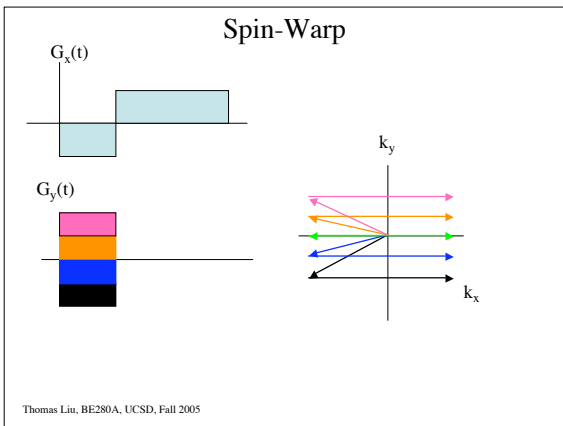 Spin-Warp
Gx(t)
ky
Gy(t)
kx
Thomas Liu, BE280A, UCSD, Fall 2005